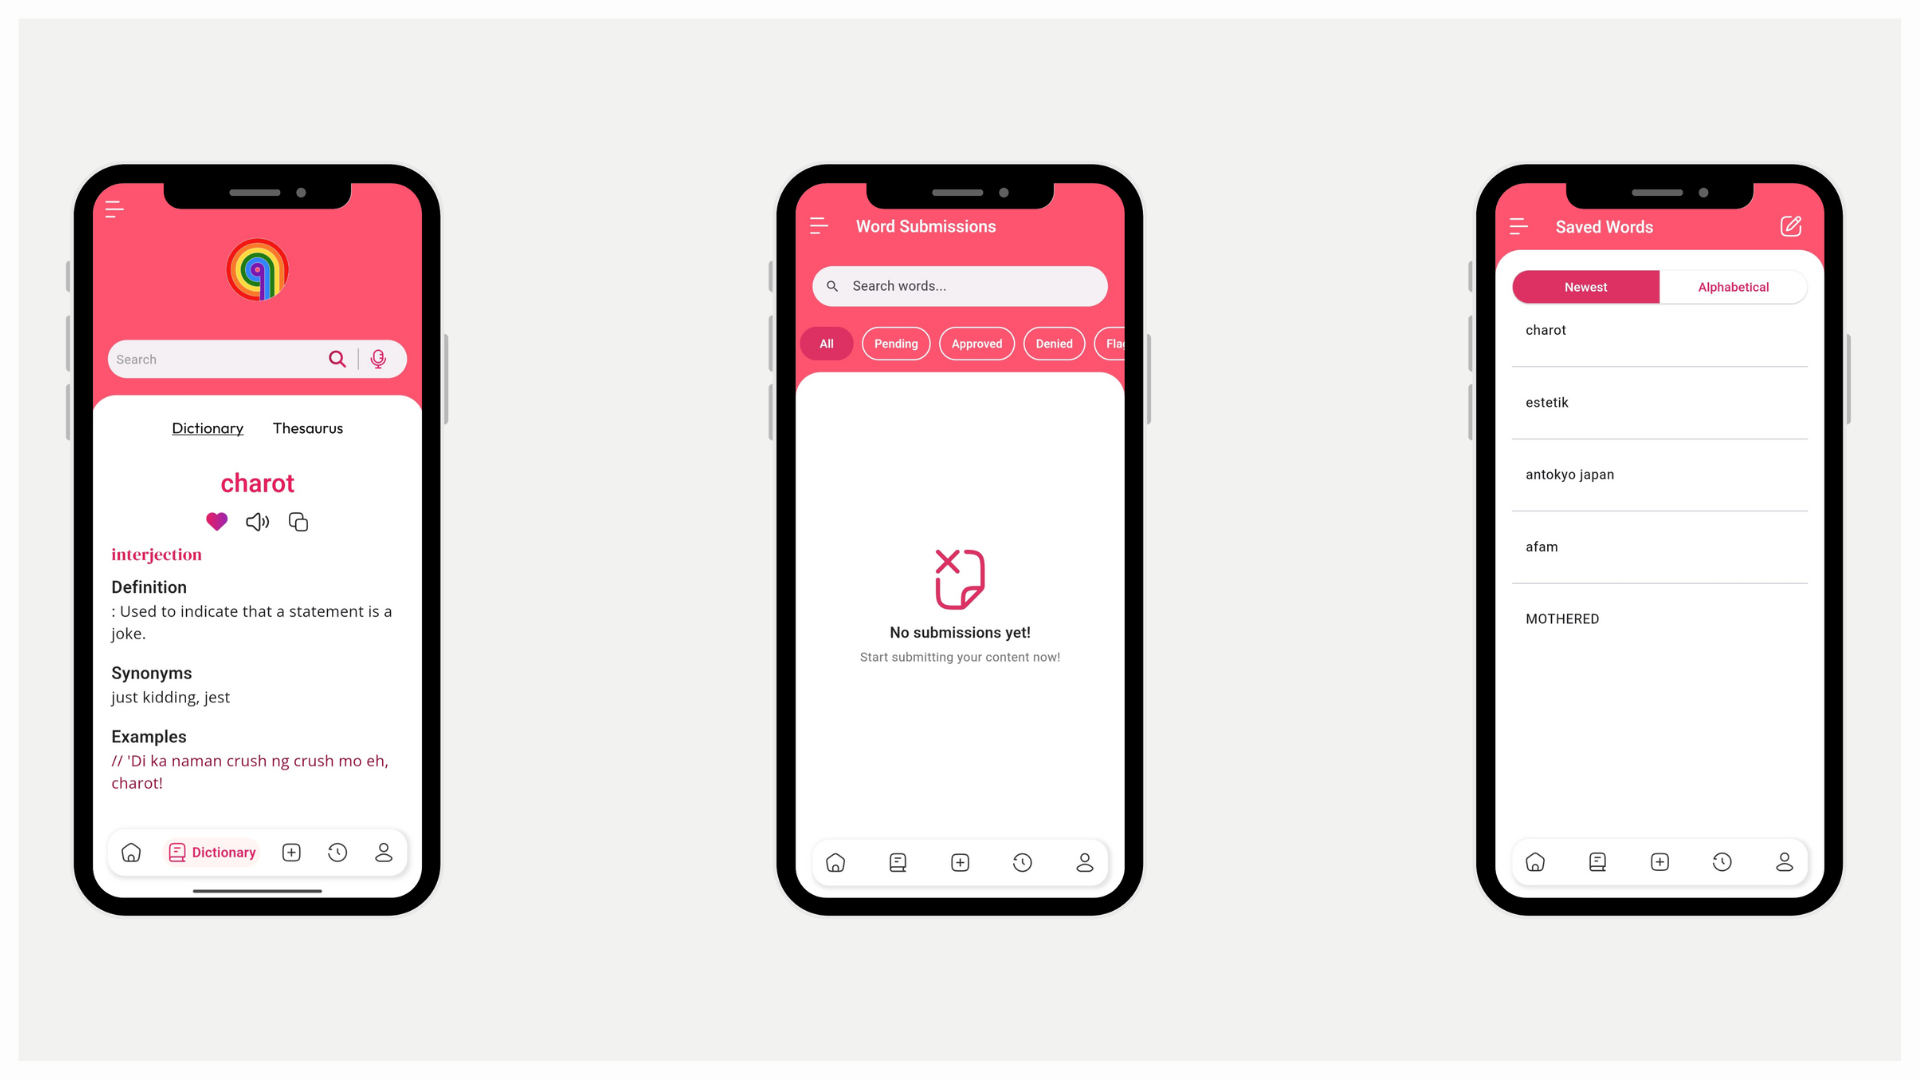 Search
Dictionary Thesaurus
charot
interjection
Definition
: Used to indicate that a statement is a
joke.
Synonyms
just kidding, jest
Examples
// 'Di ka naman crush ng crush mo eh,
charot!
Dictionary
Word Submissions
Search words...
All Pending Approved Denied Fla
No submissions yet!
Start submitting your content now!
Saved Words
Newest Alphabetical
charot
estetik
antokyo japan
afam
MOTHERED